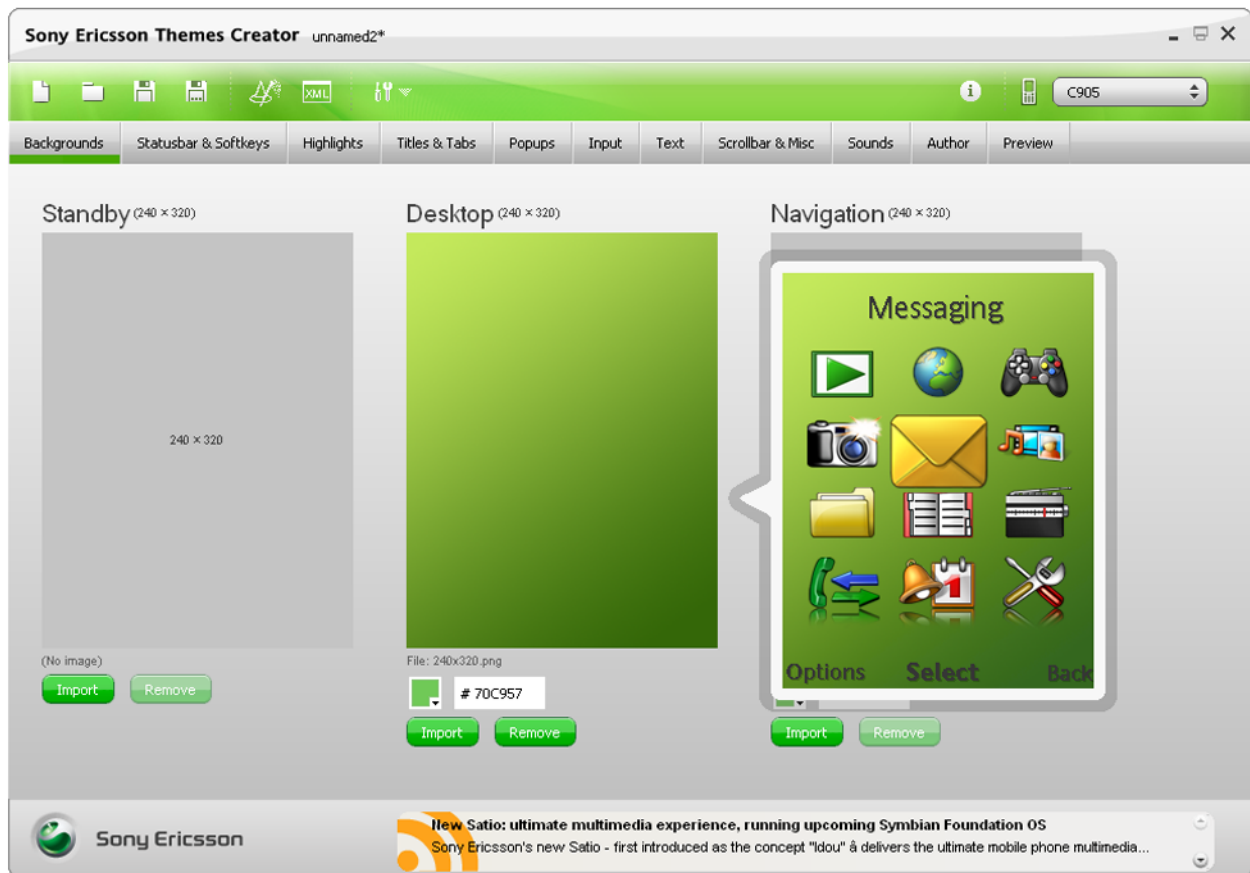 Sony Ericsson Themes Creator unnamed2*
XML
C905
Backgrounds Statusbar & Softkeys Highlights Titles & Tabs Popups Input Text Scrollbar & Misc Sounds Author Preview
Standby (240 × 320) Desktop (240 × 320) Navigation (240 × 320)
Messaging
240 × 320
1
Options Select Back
(No image) File: 240x320.png
Import Remove # 70C957
Import Remove Import Remove
Sony Ericsson
New Satio: ultimate multimedia experience, running upcoming Symbian Foundation OS
Sony Ericsson's new Satio - first introduced as the concept "Idou" â delivers the ultimate mobile phone multimedia...